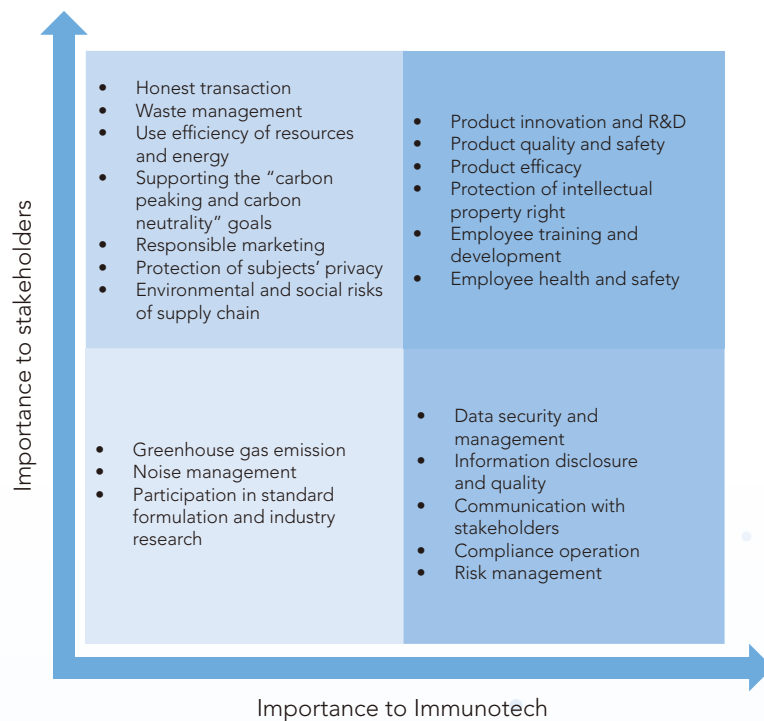 Importance to stakeholders
• Honest transaction
• Waste management
• Use efficiency of resources
and energy
• Supporting the “carbon
peaking and carbon
neutrality” goals
• Responsible marketing
• Protection of subjects’ privacy
• Environmental and social risks
of supply chain
• Product innovation and R&D
• Product quality and safety
• Product efficacy
• Protection of intellectual
property right
• Employee training and
development
• Employee health and safety
• Greenhouse gas emission
• Noise management
• Participation in standard
formulation and industry
research
• Data security and
management
• Information disclosure
and quality
• Communication with
stakeholders
• Compliance operation
• Risk management
Importance to Immunotech